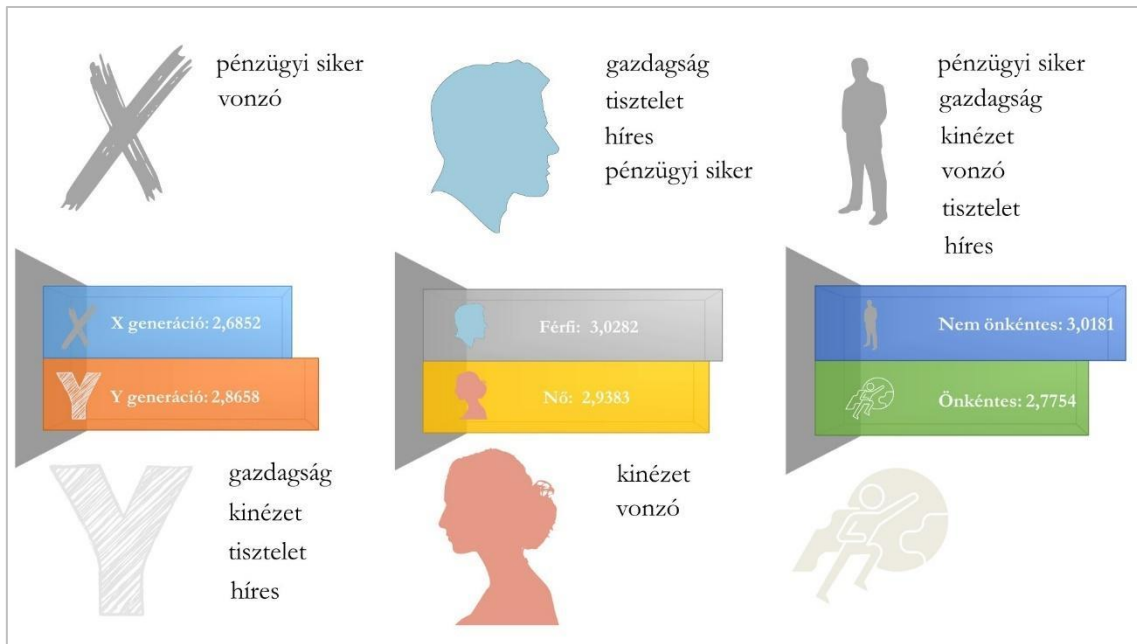 pénzügyi siker
vonzó
gazdagság
tisztelet
híres
pénzügyi siker
pénzügyi siker
gazdagság
kinézet
vonzó
tisztelet
híres
X generáció: 2,6852
Y generáció: 2,8658
Férfi: 3,0282
Nő: 2,9383
Nem önkéntes: 3,0181
Önkéntes: 2,7754
gazdagság
kinézet
tisztelet
híres
kinézet
vonzó